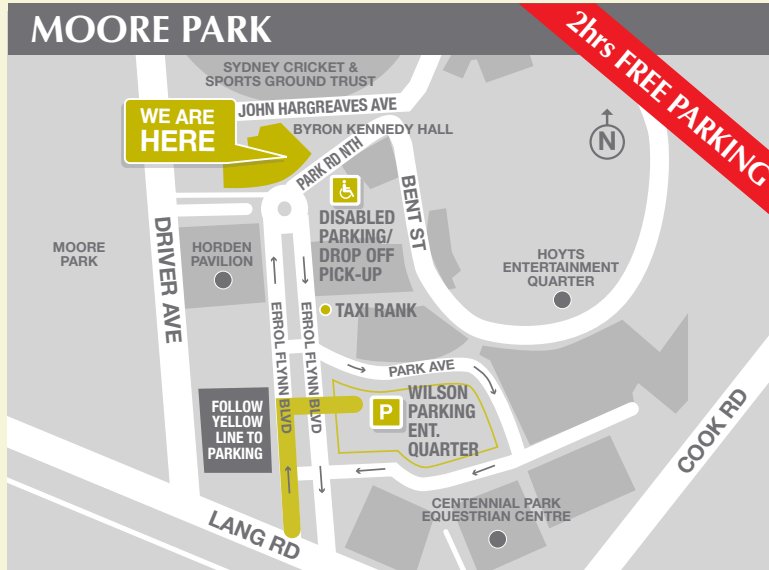 MOORE PARK
2hrs FREE PARKING
SYDNEY CRICKET &
SPORTS GROUND TRUST
JOHN HARGREAVES AVE
WE ARE
HERE
BYRON KENNEDY HALL
PARK RD NTH
N
BENT ST
DISABLED
PARKING/
DROP OFF
PICK-UP
DRIVER AVE
MOORE
PARK
HORDEN
PAVILION
HOYTS
ENTERTAINMENT
QUARTER
TAXI RANK
ERROL FLYNN BLVD
ERROL FLYNN BLVD
PARK AVE
FOLLOW
YELLOW
LINE TO
PARKING
P
WILSON
PARKING
ENT.
QUARTER
COOK RD
LANG RD
CENTENNIAL PARK
EQUESTRIAN CENTRE